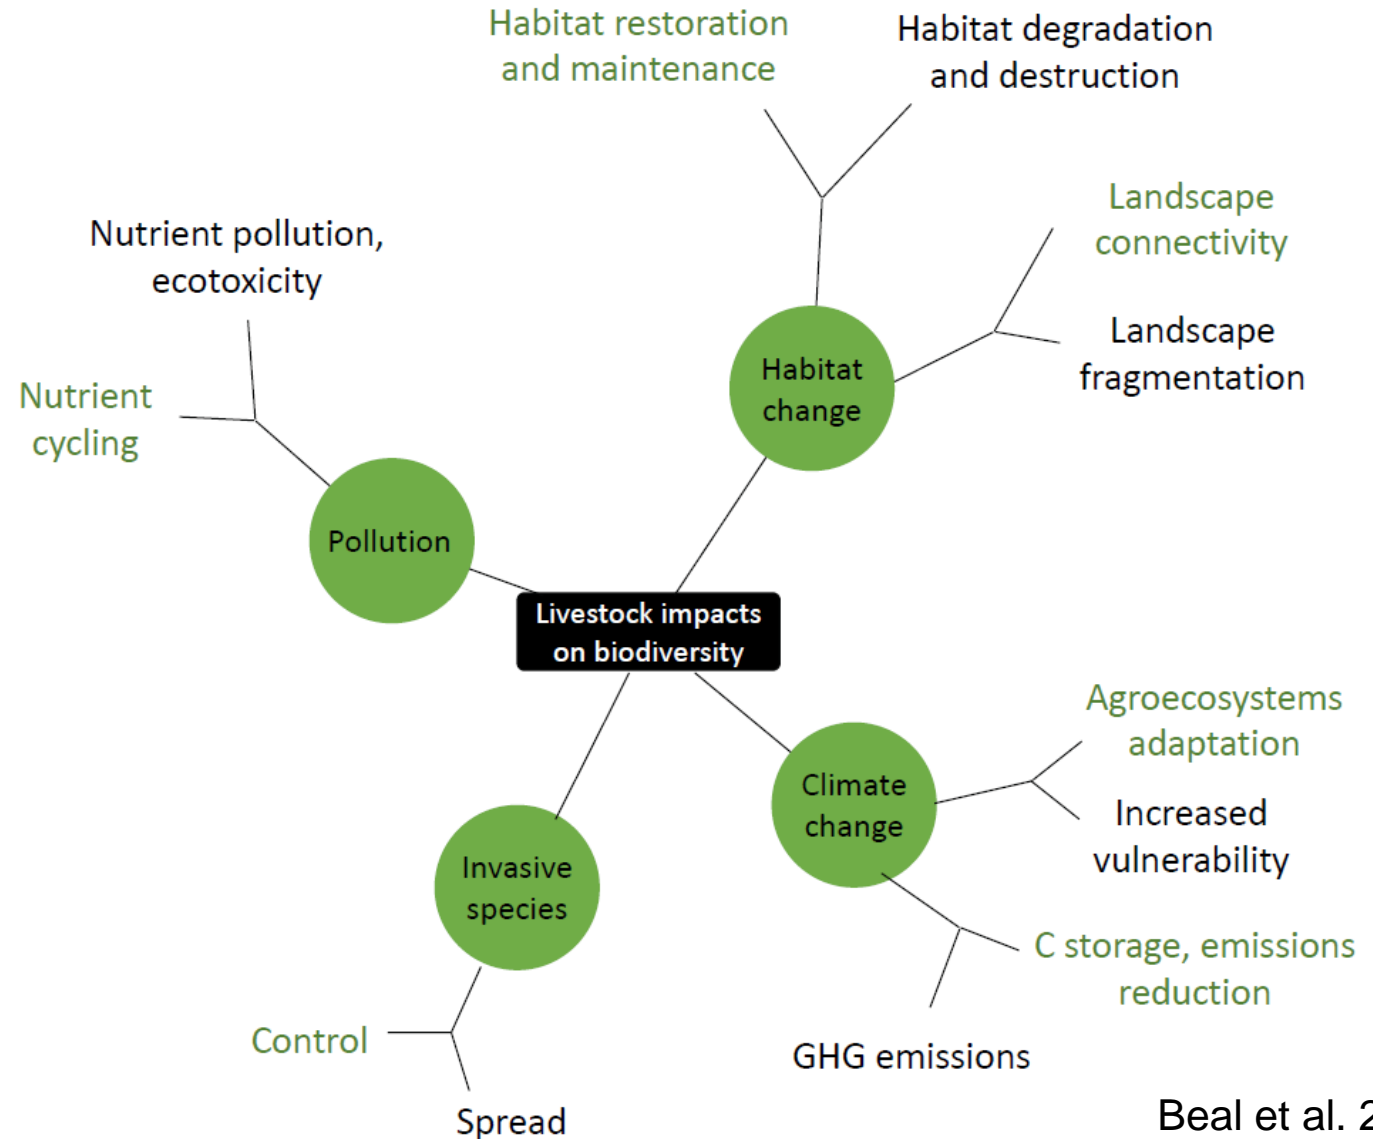 Habitat restoration
and maintenance
Habitat degradation
and destruction
Landscape
connectivity
Nutrient pollution,
ecotoxicity
Landscape
fragmentation
Habitat
change
Nutrient
cycling
Pollution
Livestock impacts
on biodiversity
Agroecosystems
adaptation
Climate
change
Increased
vulnerability
Invasive
species
C storage, emissions
reduction
Control
GHG emissions
Spread
Beal et al. 2